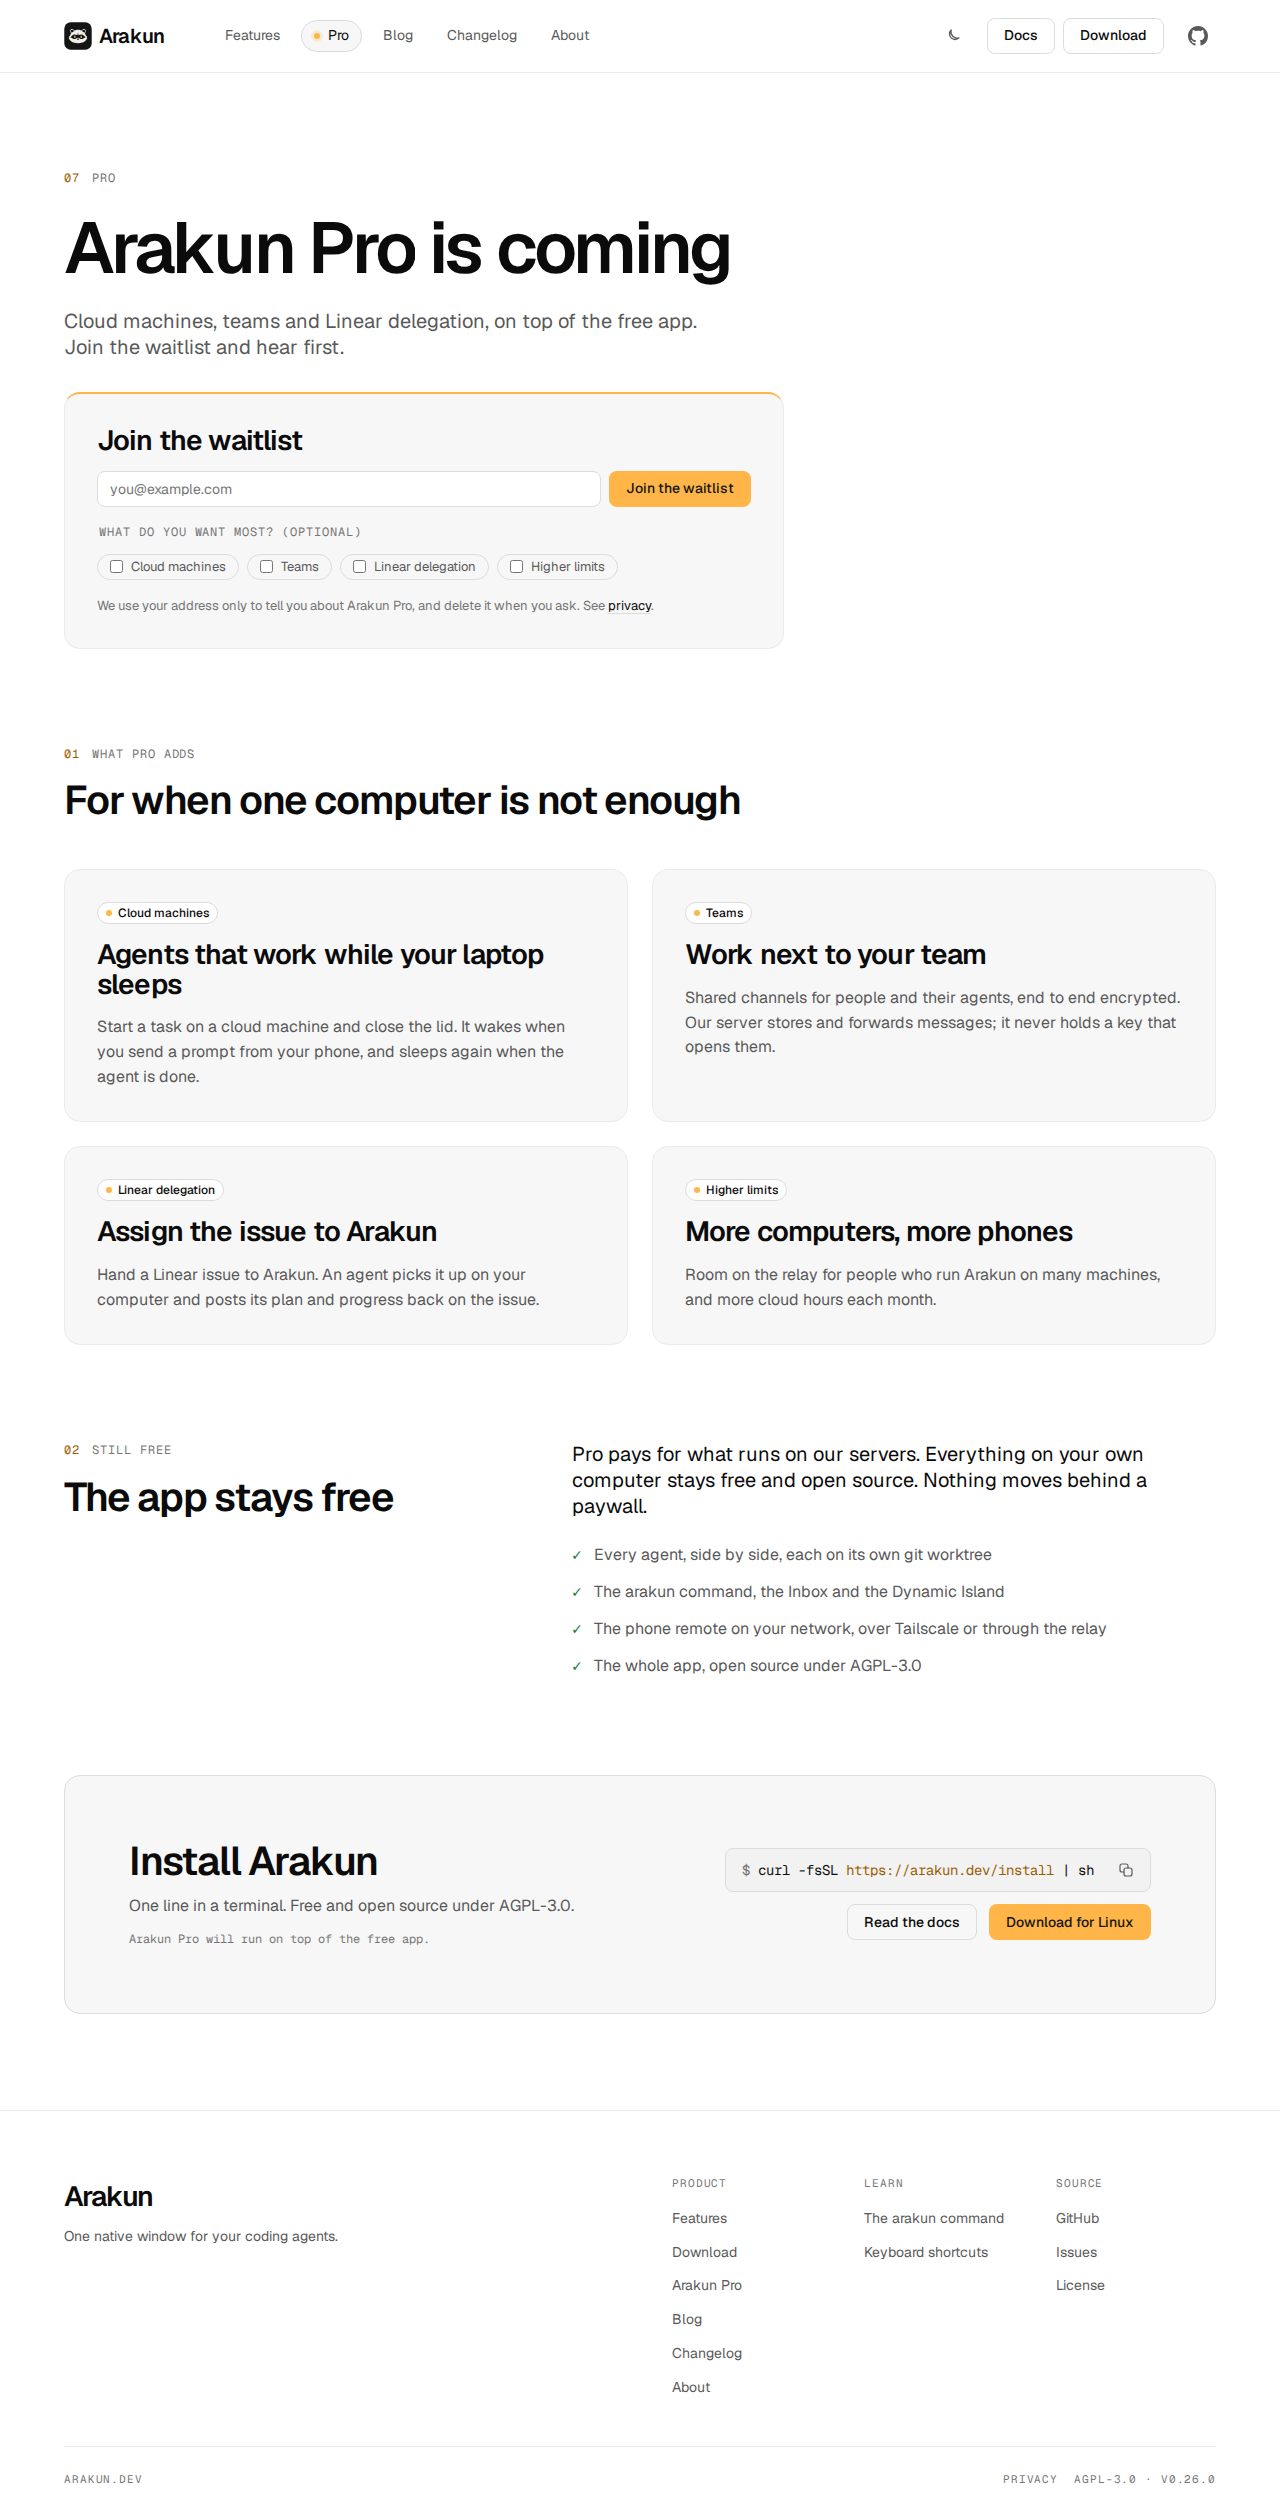 Arakun
Features
Pro
Blog
Changelog
About
Docs
Download
07 PRO
Arakun Pro is coming
Cloud machines, teams and Linear delegation, on top of the free app.
Join the waitlist and hear first.
Join the waitlist
you@example.com
Join the waitlist
WHAT DO YOU WANT MOST? (OPTIONAL)
Cloud machines
Teams
Linear delegation
Higher limits
We use your address only to tell you about Arakun Pro, and delete it when you ask. See privacy.
01 WHAT PRO ADDS
For when one computer is not enough
Cloud machines
Agents that work while your laptop
sleeps
Start a task on a cloud machine and close the lid. It wakes when
you send a prompt from your phone, and sleeps again when the
agent is done.
Teams
Work next to your team
Shared channels for people and their agents, end to end encrypted.
Our server stores and forwards messages; it never holds a key that
opens them.
Linear delegation
Assign the issue to Arakun
Hand a Linear issue to Arakun. An agent picks it up on your
computer and posts its plan and progress back on the issue.
Higher limits
More computers, more phones
Room on the relay for people who run Arakun on many machines,
and more cloud hours each month.
02 STILL FREE
The app stays free
Pro pays for what runs on our servers. Everything on your own
computer stays free and open source. Nothing moves behind a
paywall.
✓ Every agent, side by side, each on its own git worktree
✓ The arakun command, the Inbox and the Dynamic Island
✓ The phone remote on your network, over Tailscale or through the relay
✓ The whole app, open source under AGPL-3.0
Install Arakun
One line in a terminal. Free and open source under AGPL-3.0.
Arakun Pro will run on top of the free app.
$ curl -fsSL https://arakun.dev/install | sh
Read the docs
Download for Linux
Arakun
One native window for your coding agents.
PRODUCT
Features
Download
Arakun Pro
Blog
Changelog
About
LEARN
The arakun command
Keyboard shortcuts
SOURCE
GitHub
Issues
License
ARAKUN.DEV
PRIVACY AGPL-3.0 · V0.26.0